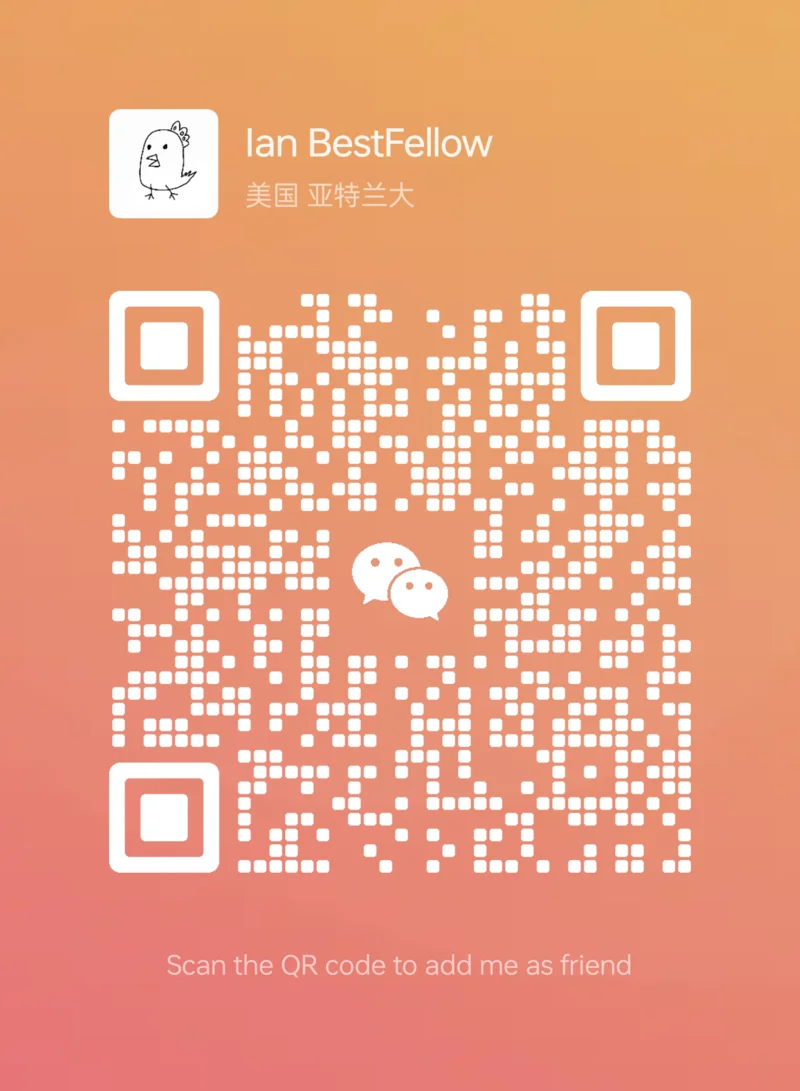 Ian BestFellow
美国 亚特兰大
Scan the QR code to add me as friend